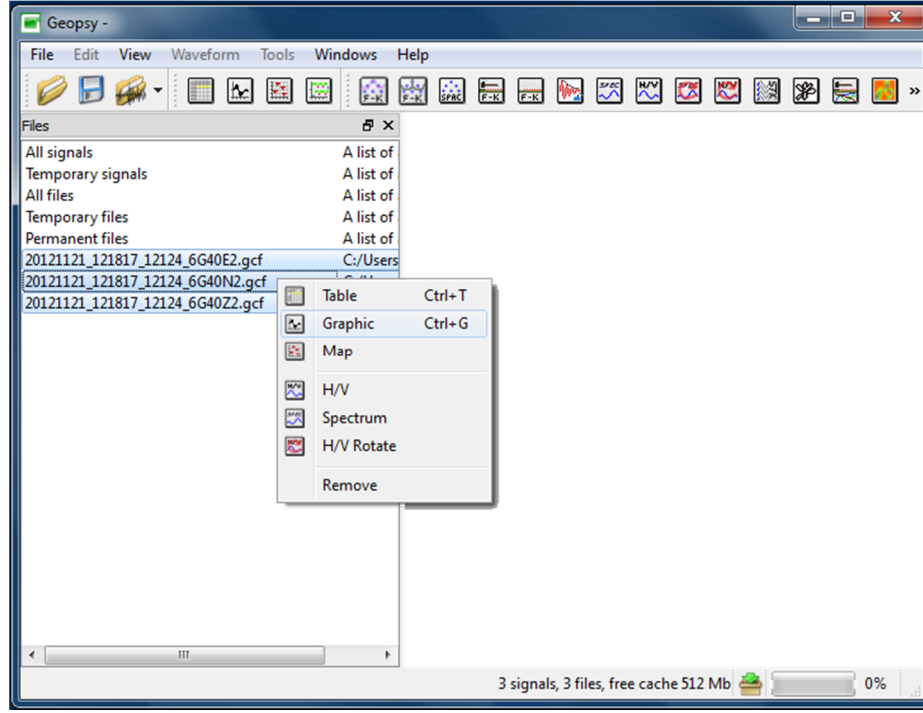 Geopsy -
File Edit View Waveform Tools Windows Help
F-K F-K SPAC F-K F-K SPEC H/V »
Files
All signals A list of
Temporary signals A list of
All files A list of
Temporary files A list of
Permanent files A list of
20121121_121817_12124_6G40E2.gcf C:/Users
20121121_121817_12124_6G40N2.gcf
20121121_121817_12124_6G40Z2.gcf
Table Ctrl+T
Graphic Ctrl+G
Map
H/V
Spectrum
H/V Rotate
Remove
3 signals, 3 files, free cache 512 Mb 0%